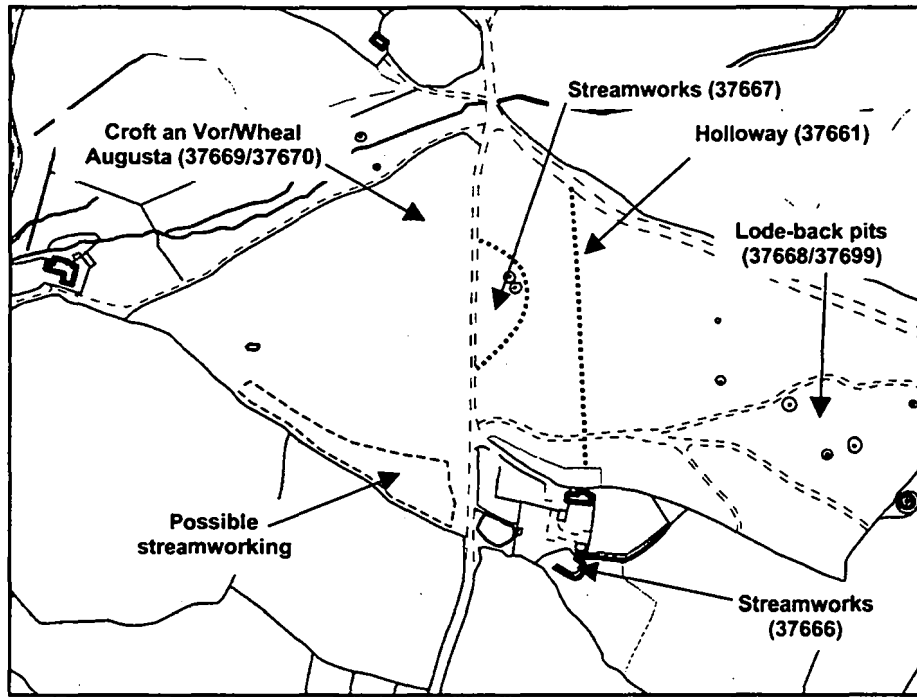 Streamworks (37667)
Croft an Vor/Wheal
Augusta (37669/37670)
Holloway (37661)
Lode-back pits
(37668/37699)
Possible
streamworking
Streamworks
(37666)